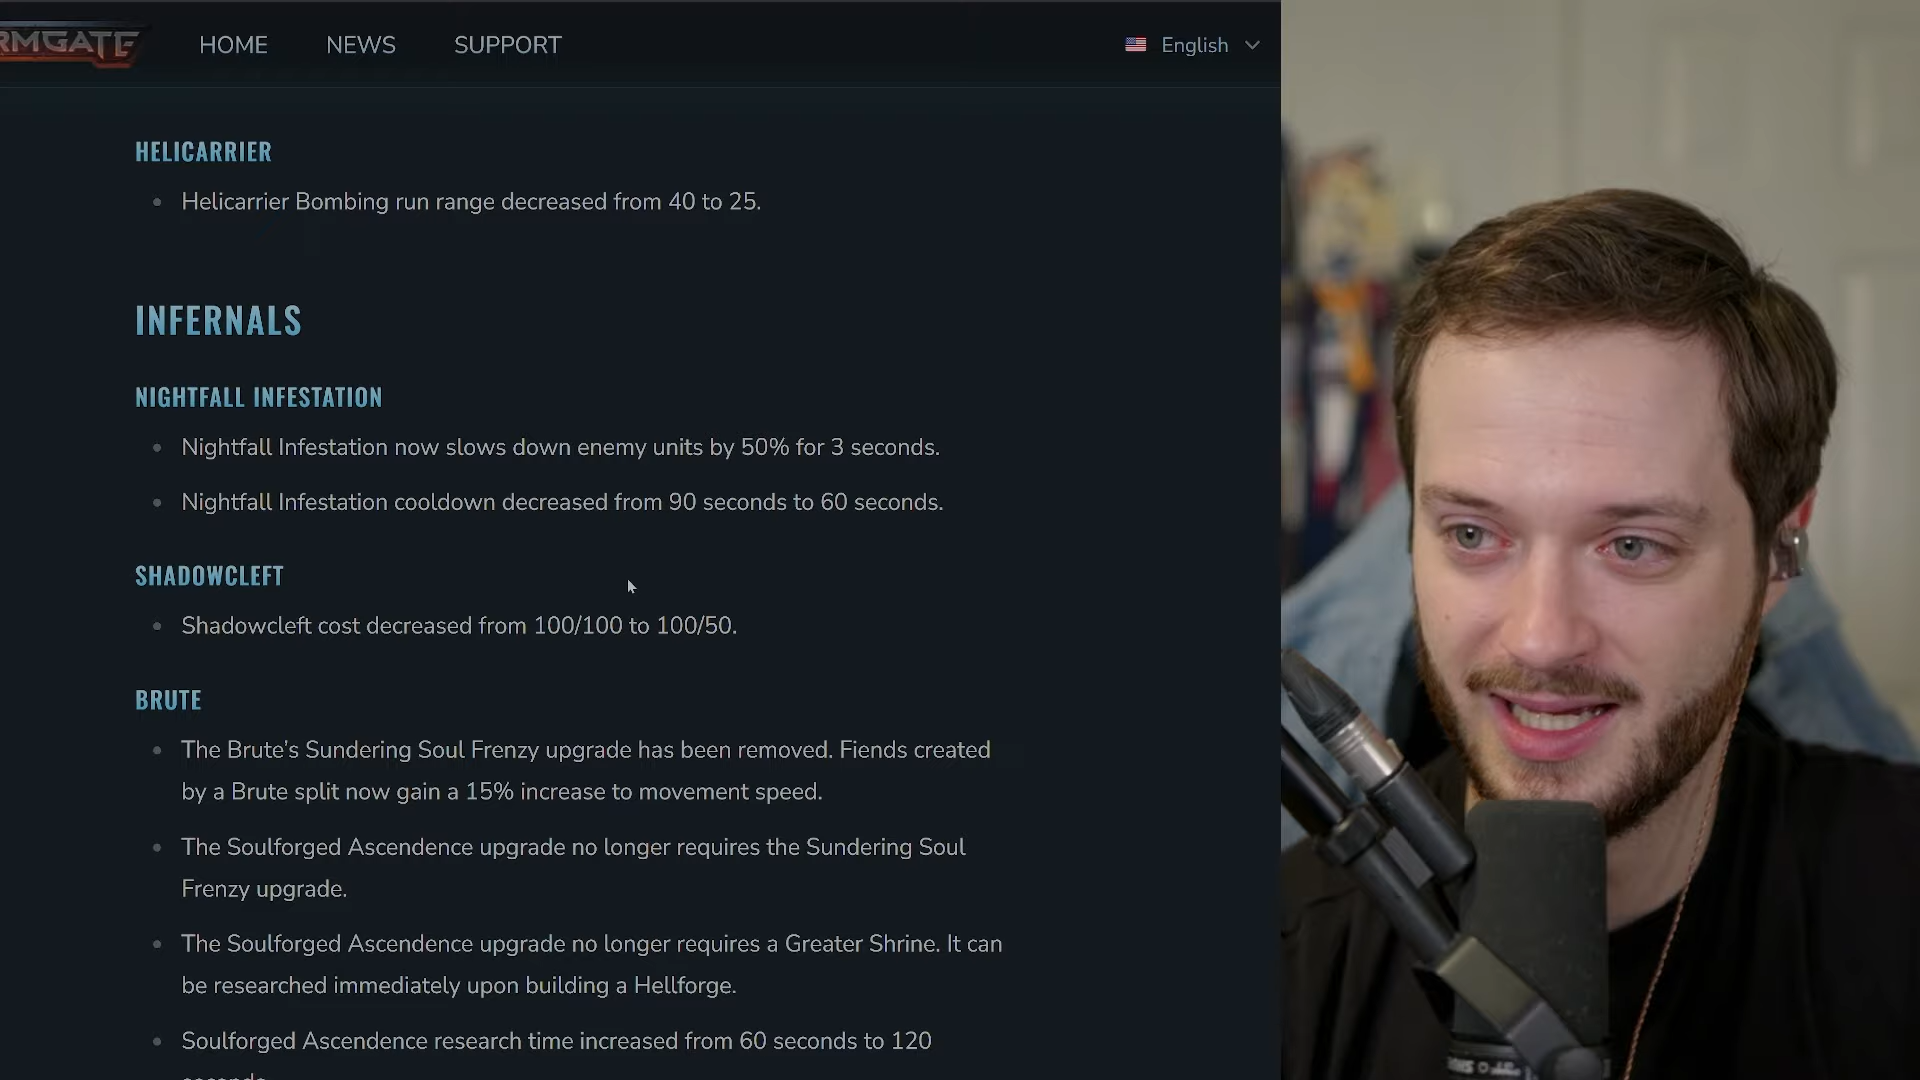 RMGATE
HOME
NEWS
SUPPORT
English
HELICARRIER
Helicarrier Bombing run range decreased from 40 to 25.
INFERNALS
NIGHTFALL INFESTATION
Nightfall Infestation now slows down enemy units by 50% for 3 seconds.
Nightfall Infestation cooldown decreased from 90 seconds to 60 seconds.
SHADOWCLEFT
Shadowcleft cost decreased from 100/100 to 100/50.
BRUTE
The Brute’s Sundering Soul Frenzy upgrade has been removed. Fiends created
by a Brute split now gain a 15% increase to movement speed.
The Soulforged Ascendence upgrade no longer requires the Sundering Soul
Frenzy upgrade.
The Soulforged Ascendence upgrade no longer requires a Greater Shrine. It can
be researched immediately upon building a Hellforge.
Soulforged Ascendence research time increased from 60 seconds to 120